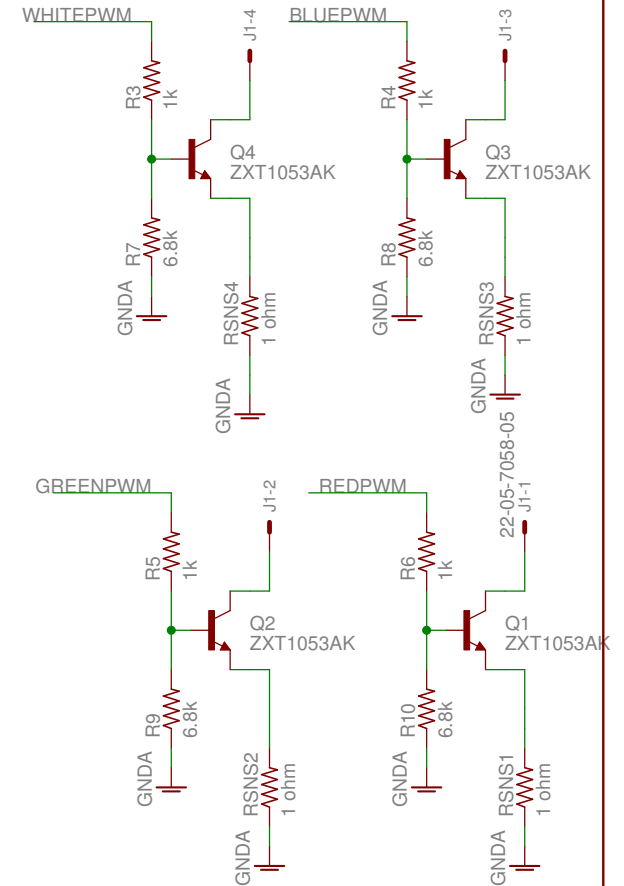 WHITEPWM
J1-4
R3
1k
Q4
ZXT1053AK
R7
6.8k
GNDA
RSNS4
1 ohm
GNDA
BLUEPWM
J1-3
R4
1k
Q3
ZXT1053AK
R8
6.8k
GNDA
RSNS3
1 ohm
GNDA
GREENPWM
J1-2
R5
1k
Q2
ZXT1053AK
R9
6.8k
GNDA
RSNS2
1 ohm
GNDA
REDPWM
22-05-7058-05
J1-1
R6
1k
Q1
ZXT1053AK
R10
6.8k
GNDA
RSNS1
1 ohm
GNDA